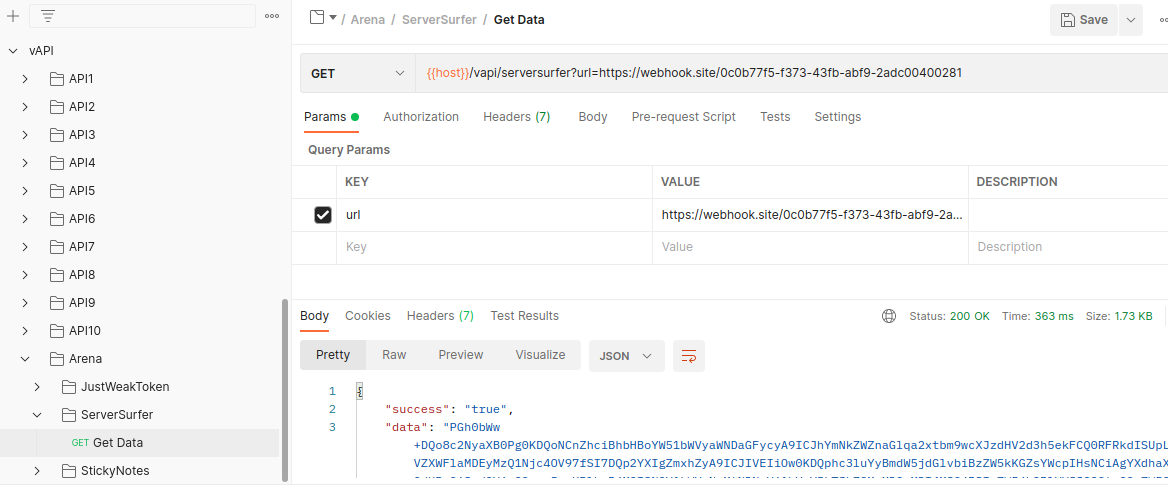 / Arena / ServerSurfer / Get Data
Save
vAPI
API1
API2
API3
API4
API5
API6
API7
API8
API9
API10
Arena
JustWeakToken
ServerSurfer
GET Get Data
StickyNotes
GET {{host}}/vapi/serversurfer?url=https://webhook.site/0c0b77f5-f373-43fb-abf9-2adc00400281
Params Authorization Headers (7) Body Pre-request Script Tests Settings
Query Params
KEY VALUE DESCRIPTION
url https://webhook.site/0c0b77f5-f373-43fb-abf9-2a...
Key Value Description
Body Cookies Headers (7) Test Results
Status: 200 OK Time: 363 ms Size: 1.73 KB
Pretty Raw Preview Visualize JSON
1 {
2 "success": "true",
3 "data": "PGh0bWw